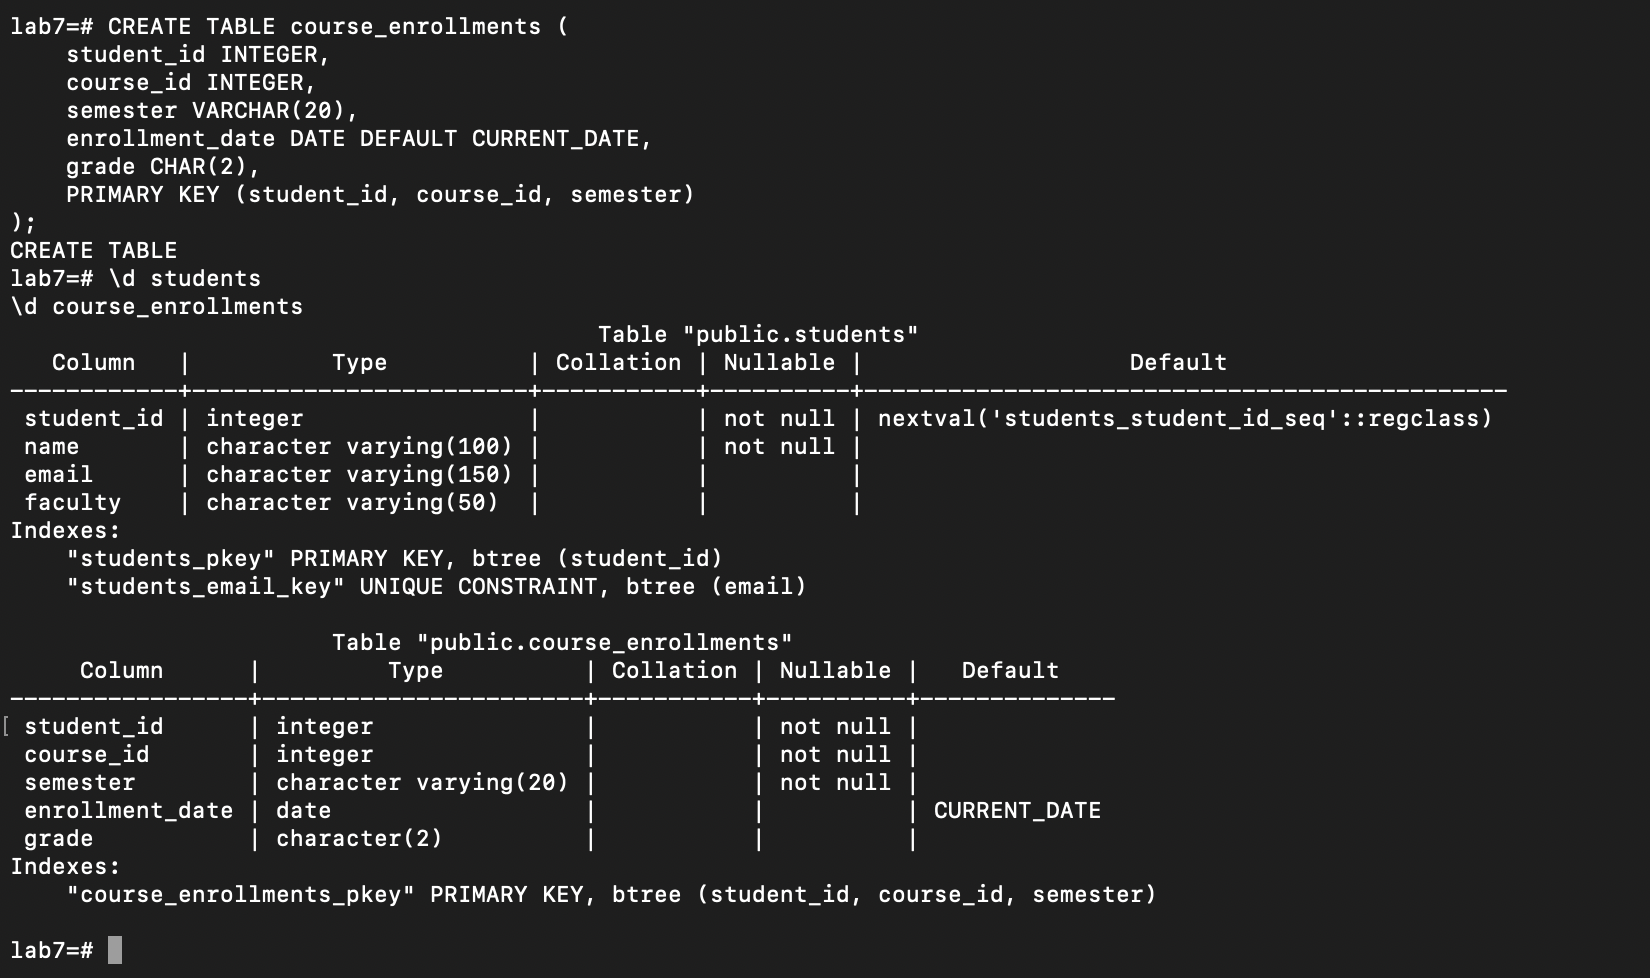 lab7=# CREATE TABLE course_enrollments (
    student_id INTEGER,
    course_id INTEGER,
    semester VARCHAR(20),
    enrollment_date DATE DEFAULT CURRENT_DATE,
    grade CHAR(2),
    PRIMARY KEY (student_id, course_id, semester)
);
CREATE TABLE
lab7=# \d students
\d course_enrollments
                                          Table "public.students"
   Column   |          Type          | Collation | Nullable |                   Default
------------+------------------------+-----------+----------+----------------------------------------------
 student_id | integer                |           | not null | nextval('students_student_id_seq'::regclass)
 name       | character varying(100) |           | not null |
 email      | character varying(150) |           |          |
 faculty    | character varying(50)  |           |          |
Indexes:
    "students_pkey" PRIMARY KEY, btree (student_id)
    "students_email_key" UNIQUE CONSTRAINT, btree (email)

                       Table "public.course_enrollments"
     Column      |         Type          | Collation | Nullable |   Default
-----------------+-----------------------+-----------+----------+--------------
[ student_id      | integer               |           | not null |
 course_id       | integer               |           | not null |
 semester        | character varying(20) |           | not null |
 enrollment_date | date                  |           |          | CURRENT_DATE
 grade           | character(2)          |           |          |
Indexes:
    "course_enrollments_pkey" PRIMARY KEY, btree (student_id, course_id, semester)

lab7=#